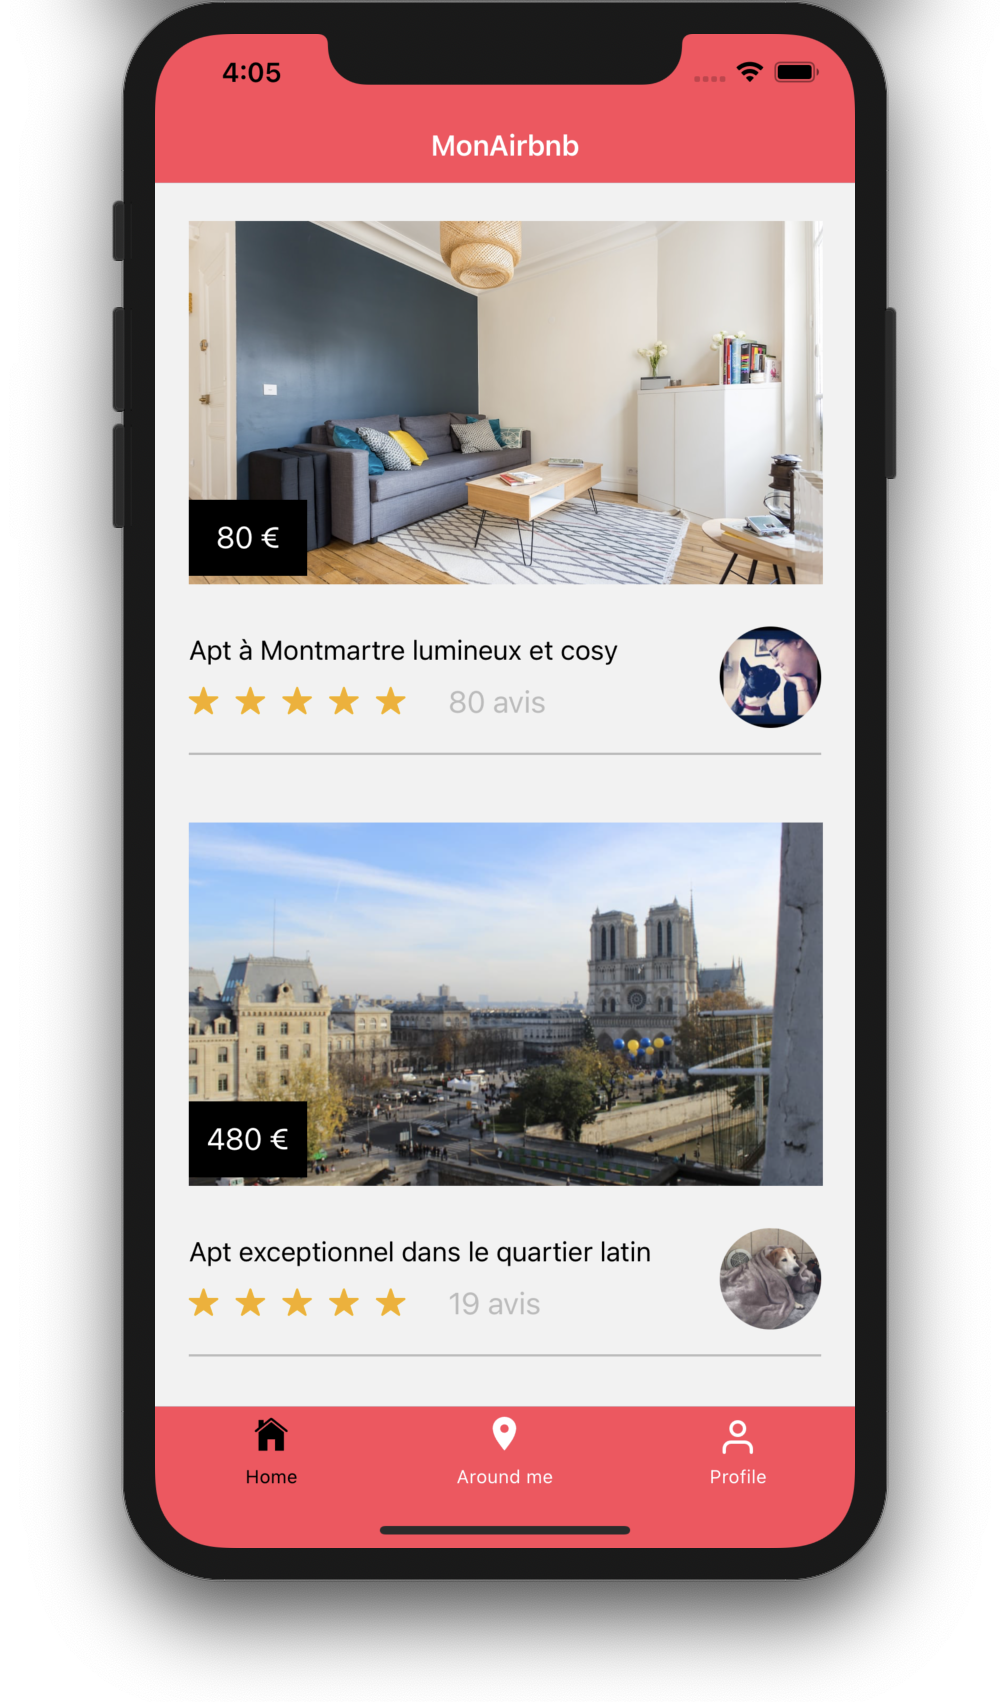 4:05
MonAirbnb
80 €
Apt à Montmartre lumineux et cosy
80 avis
480 €
Apt exceptionnel dans le quartier latin
19 avis
Home
Around me
Profile